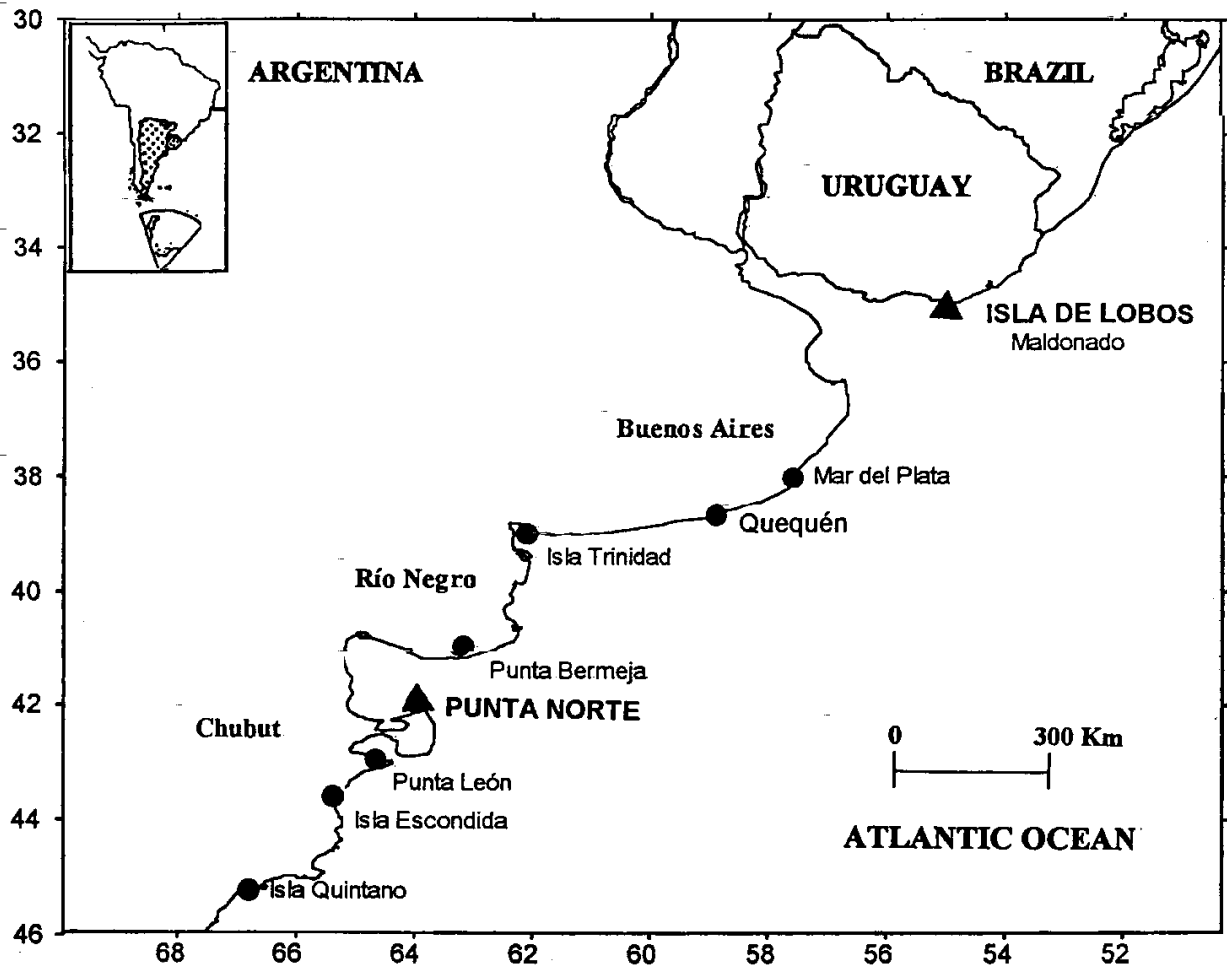 30
ARGENTINA
BRAZIL
32
URUGUAY
34
ISLA DE LOBOS
Maldonado
36
Buenos Aires
38
Mar del Plata
Quequén
Isla Trinidad
Río Negro
40
Punta Bermeja
42
PUNTA NORTE
Chubut
0 300 Km
Punta León
44
Isla Escondida
ATLANTIC OCEAN
Isla Quintano
46
68 66 64 62 60 58 56 54 52